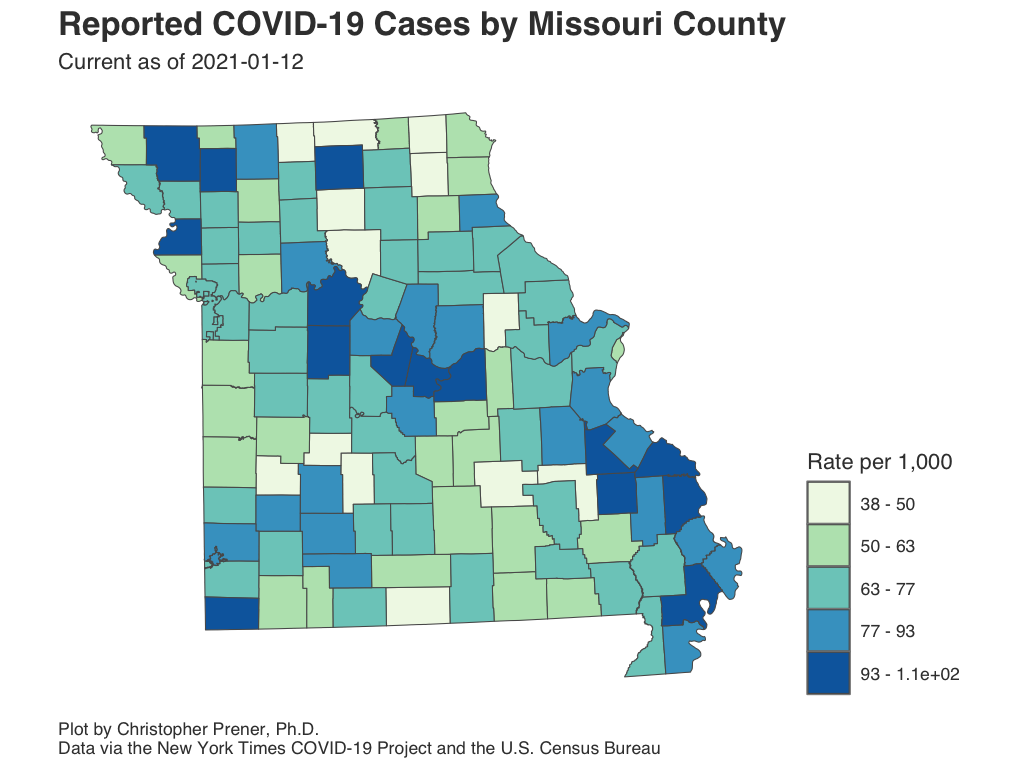 Reported COVID-19 Cases by Missouri County
Current as of 2021-01-12
Rate per 1,000
38 - 50
50 - 63
63 - 77
77 - 93
93 - 1.1e+02
Plot by Christopher Prener, Ph.D.
Data via the New York Times COVID-19 Project and the U.S. Census Bureau